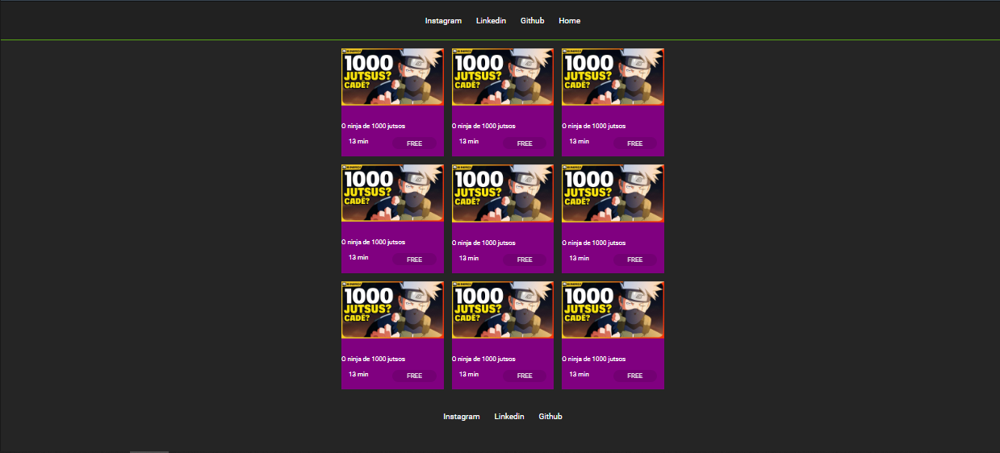 Instagram Linkedin Github Home
1000 1000 1000
JUTSUS? JUTSUS? JUTSUS?
CADÊ? CADÊ? CADÊ?
O ninja de 1000 jutsos O ninja de 1000 jutsos O ninja de 1000 jutsos
13 min FREE 13 min FREE 13 min FREE
1000 1000 1000
JUTSUS? JUTSUS? JUTSUS?
CADÊ? CADÊ? CADÊ?
O ninja de 1000 jutsos O ninja de 1000 jutsos O ninja de 1000 jutsos
13 min FREE 13 min FREE 13 min FREE
1000 1000 1000
JUTSUS? JUTSUS? JUTSUS?
CADÊ? CADÊ? CADÊ?
O ninja de 1000 jutsos O ninja de 1000 jutsos O ninja de 1000 jutsos
13 min FREE 13 min FREE 13 min FREE
Instagram Linkedin Github